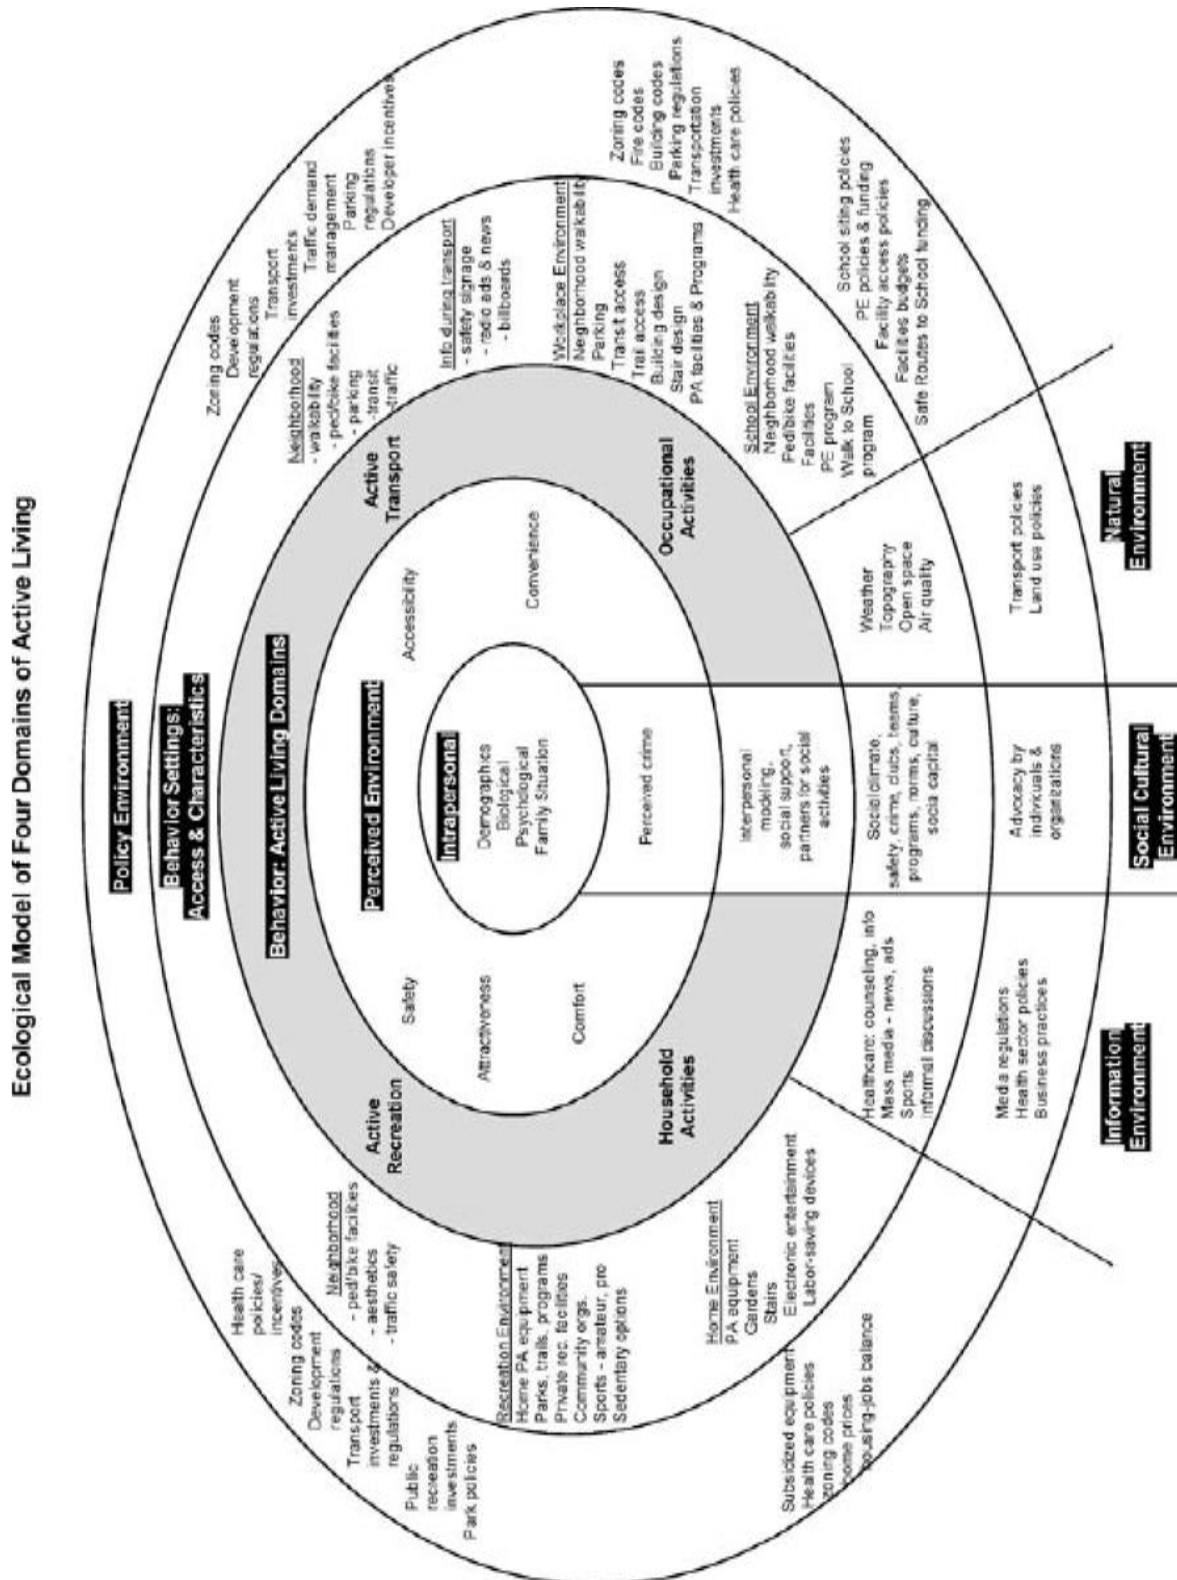 Ecological Model of Four Domains of Active Living
Policy Environment
Behavior Settings:
Access & Characteristics
Behavior: Active Living Domains
Perceived Environment
Intrapersonal
Demographics
Biological
Psychological
Family Situation
Safety
Attractiveness
Comfort
Accessibility
Convenience
Perceived crime
Active
Recreation
Active
Transport
Household
Activities
Occupational
Activities
Interpersonal
modeling,
social support,
partners for social
activities
Health care
policies/
incentives
Zoning codes
Development
regulations
Transport
investments &
regulations
Public
recreation
investments
Park policies
Neighborhood
- ped/bike facilities
- aesthetics
- traffic safety
Recreation Environment
Home PA equipment
Parks, trails, programs
Private rec. facilities
Community orgs.
Sports - amateur, pro
Sedentary options
Home Environment
PA equipment
Gardens
Stairs
Electronic entertainment
Labor-saving devices
Subsidized equipment
Health care policies
zoning codes
home prices
housing-jobs balance
Zoning codes
Development
regulations
Transport
investments
Traffic demand
management
Parking
regulations
Developer incentives
Neighborhood
- walkability
- ped/bike facilities
- parking
-transit
-traffic
Info during transport
- safety signage
- radio ads & news
- billboards
Workplace Environment
Neighborhood walkability
Parking
Transit access
Trail access
Building design
Stair design
PA facilities & Programs
Zoning codes
Fire codes
Building codes
Parking regulations
Transportation
investments
Health care policies
School Environment
Neighborhood walkability
Ped/bike facilities
Facilities
PE program
Walk to School
program
School siting policies
PE policies & funding
Facility access policies
Facilities budgets
Safe Routes to School funding
Healthcare: counseling, info
Mass media - news, ads
Sports
Informal discussions
Social climate,
safety, crime, clubs, teams,
programs, norms, culture,
social capital
Weather
Topography
Open space
Air quality
Media regulations
Health sector policies
Business practices
Advocacy by
individuals &
organizations
Transport policies
Land use policies
Information
Environment
Social Cultural
Environment
Natural
Environment